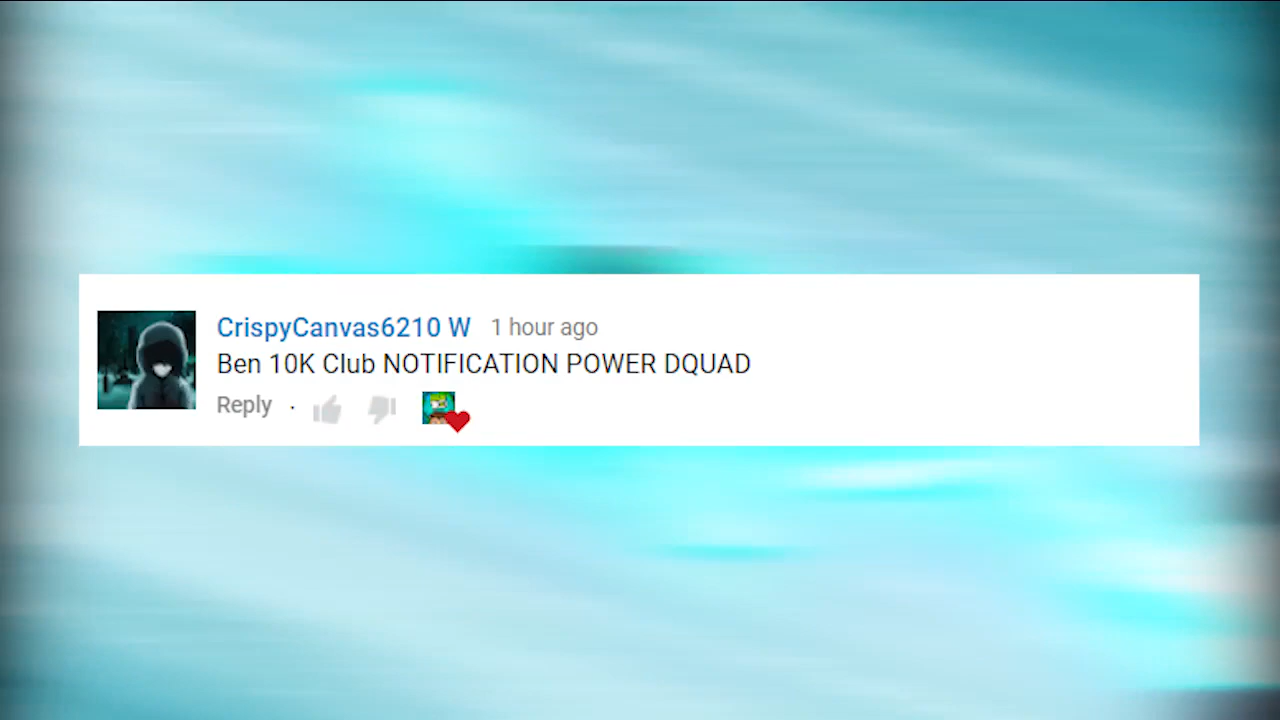 CrispyCanvas6210 W 1 hour ago
Ben 10K Club NOTIFICATION POWER DQUAD
Reply ·